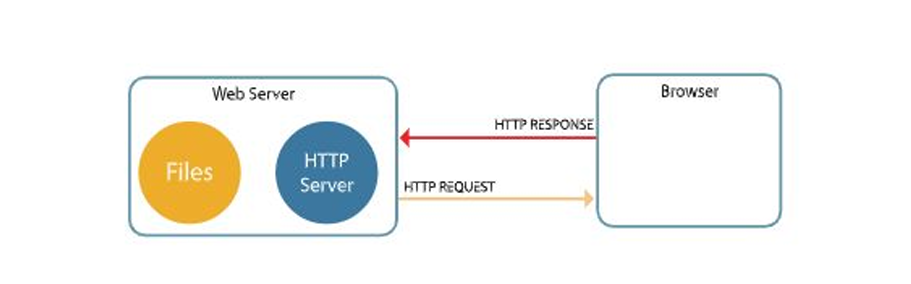 Web Server
Browser
HTTP RESPONSE
Files
HTTP
Server
HTTP REQUEST